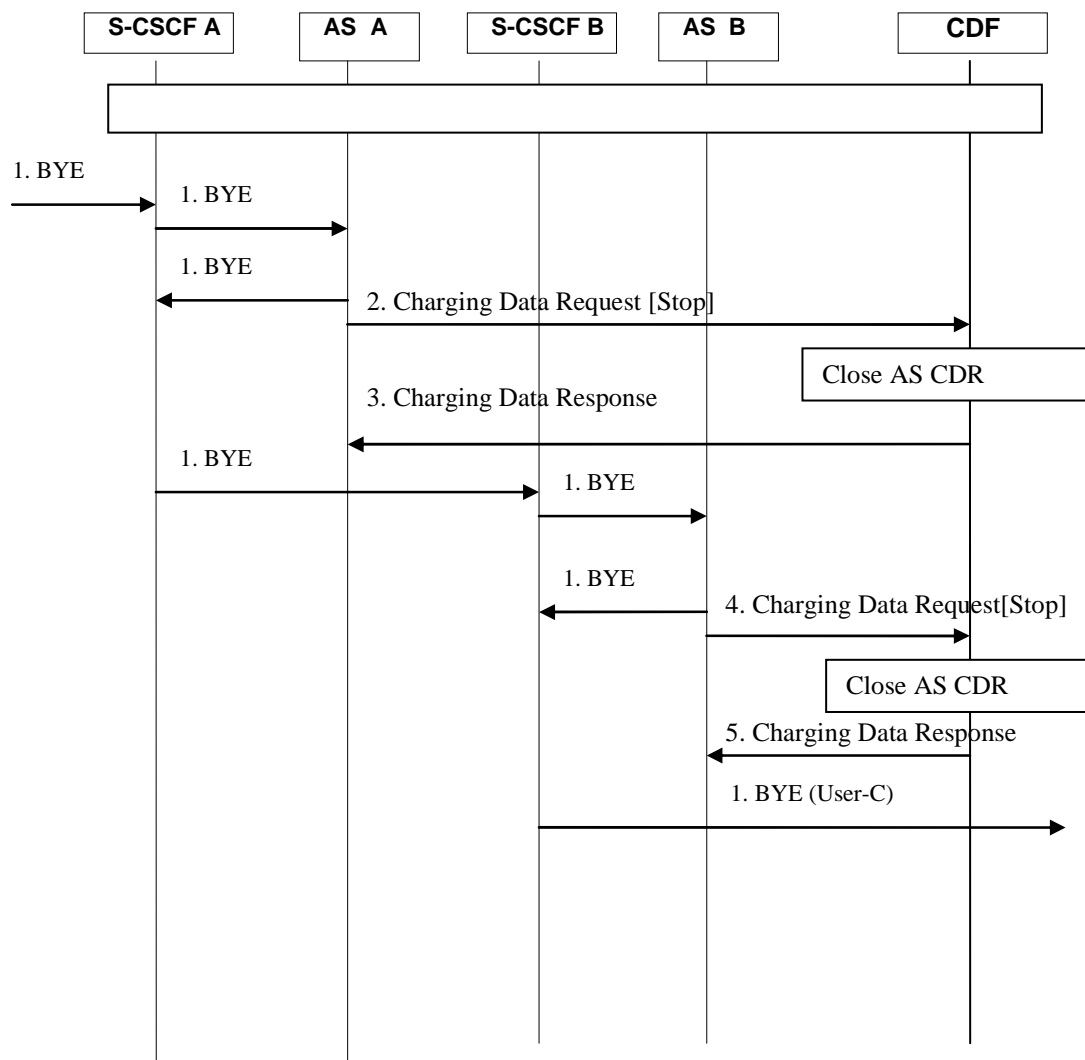 S-CSCF A
AS A
S-CSCF B
AS B
CDF
1. BYE
1. BYE
1. BYE
2. Charging Data Request [Stop]
Close AS CDR
3. Charging Data Response
1. BYE
1. BYE
1. BYE
4. Charging Data Request[Stop]
Close AS CDR
5. Charging Data Response
1. BYE (User-C)